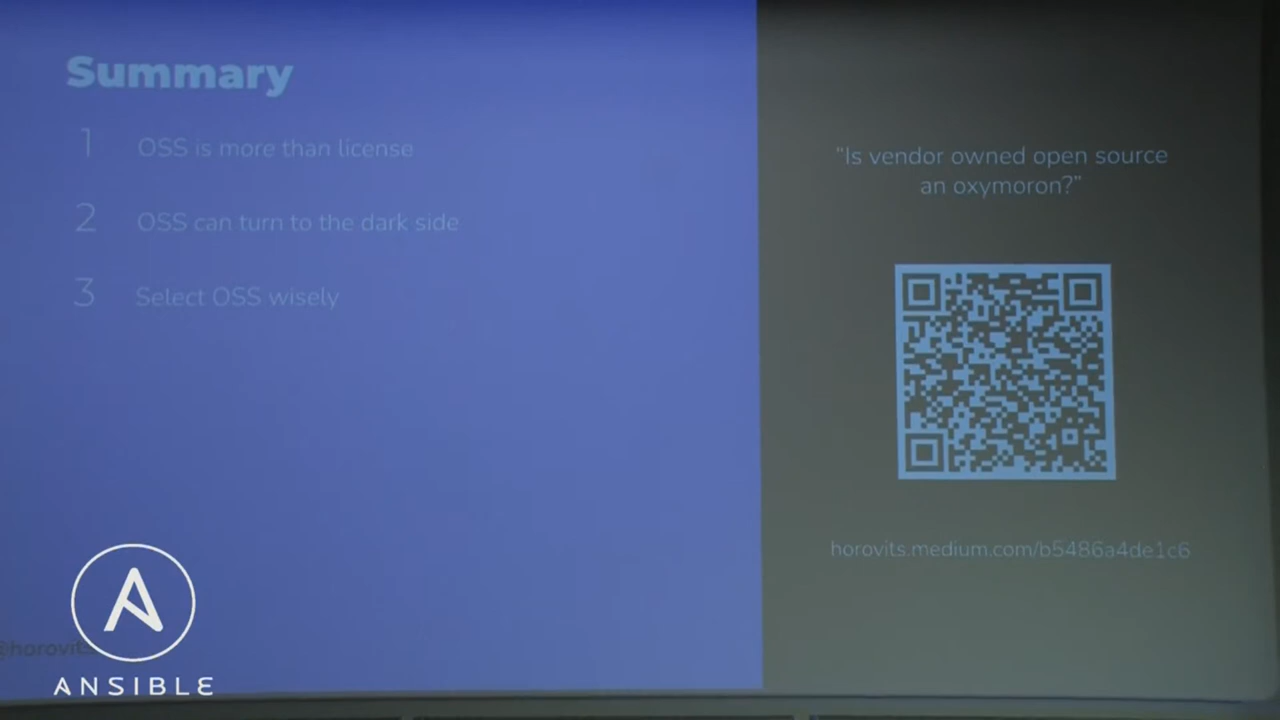 Summary
1 OSS is more than license
2 OSS can turn to the dark side
3 Select OSS wisely
"Is vendor owned open source
an oxymoron?"
horovits.medium.com/b5486a4de1c6
@horovits
ANSIBLE